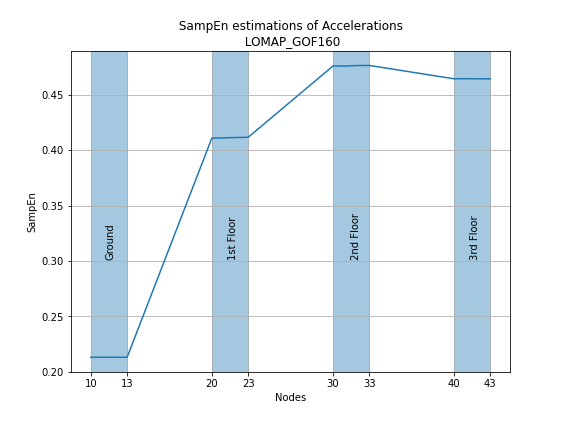 SampEn estimations of Accelerations
LOMAP_GOF160
SampEn
0.45
0.40
0.35
0.30
0.25
0.20
Ground
1st Floor
2nd Floor
3rd Floor
10 13 20 23 30 33 40 43
Nodes